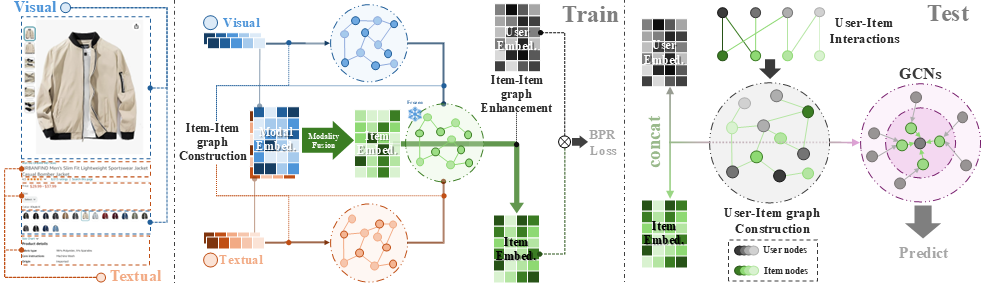 Visual
Textual
Visual
Item-Item
graph
Construction
Modal
Embed.
Modality
Fusion
Item
Embed.
Frozen
Textual
Train
User
Embed.
Item-Item
graph
Enhancement
BPR
Loss
Item
Embed.
Test
User
Embed.
concat
Item
Embed.
User-Item
Interactions
User-Item graph
Construction
User nodes
Item nodes
GCNs
Predict